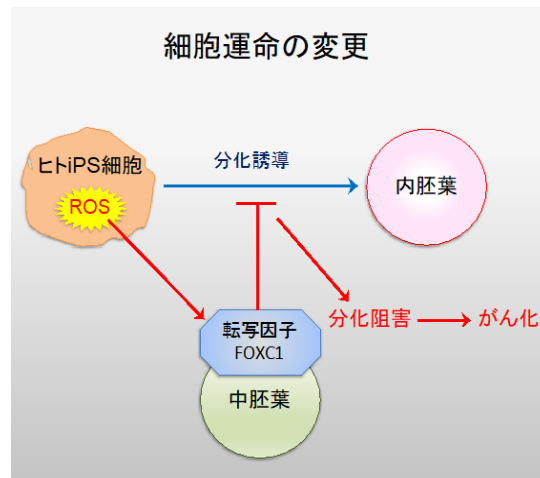 細胞運命の変更
ヒトiPS細胞
ROS
分化誘導
内胚葉
分化阻害
がん化
転写因子
FOXC1
中胚葉